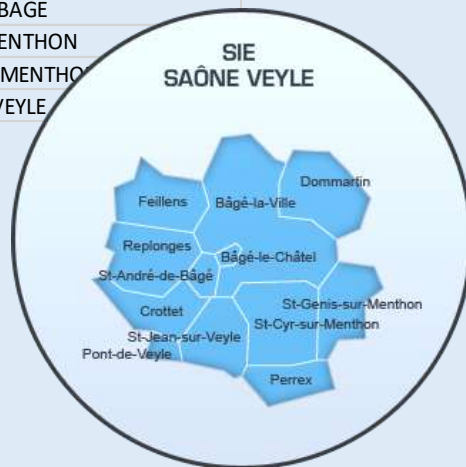 BAGE
ENTHON
MENTHO
VEYLE
SIE
SAÔNE VEYLE
Dommartin
Feillens
Bâgé-la-Ville
Replonges
Bâgé-le-Châtel
St-André-de-Bâgé
St-Genis-sur-Menthon
Crottet
St-Cyr-sur-Menthon
St-Jean-sur-Veyle
Pont-de-Veyle
Perrex